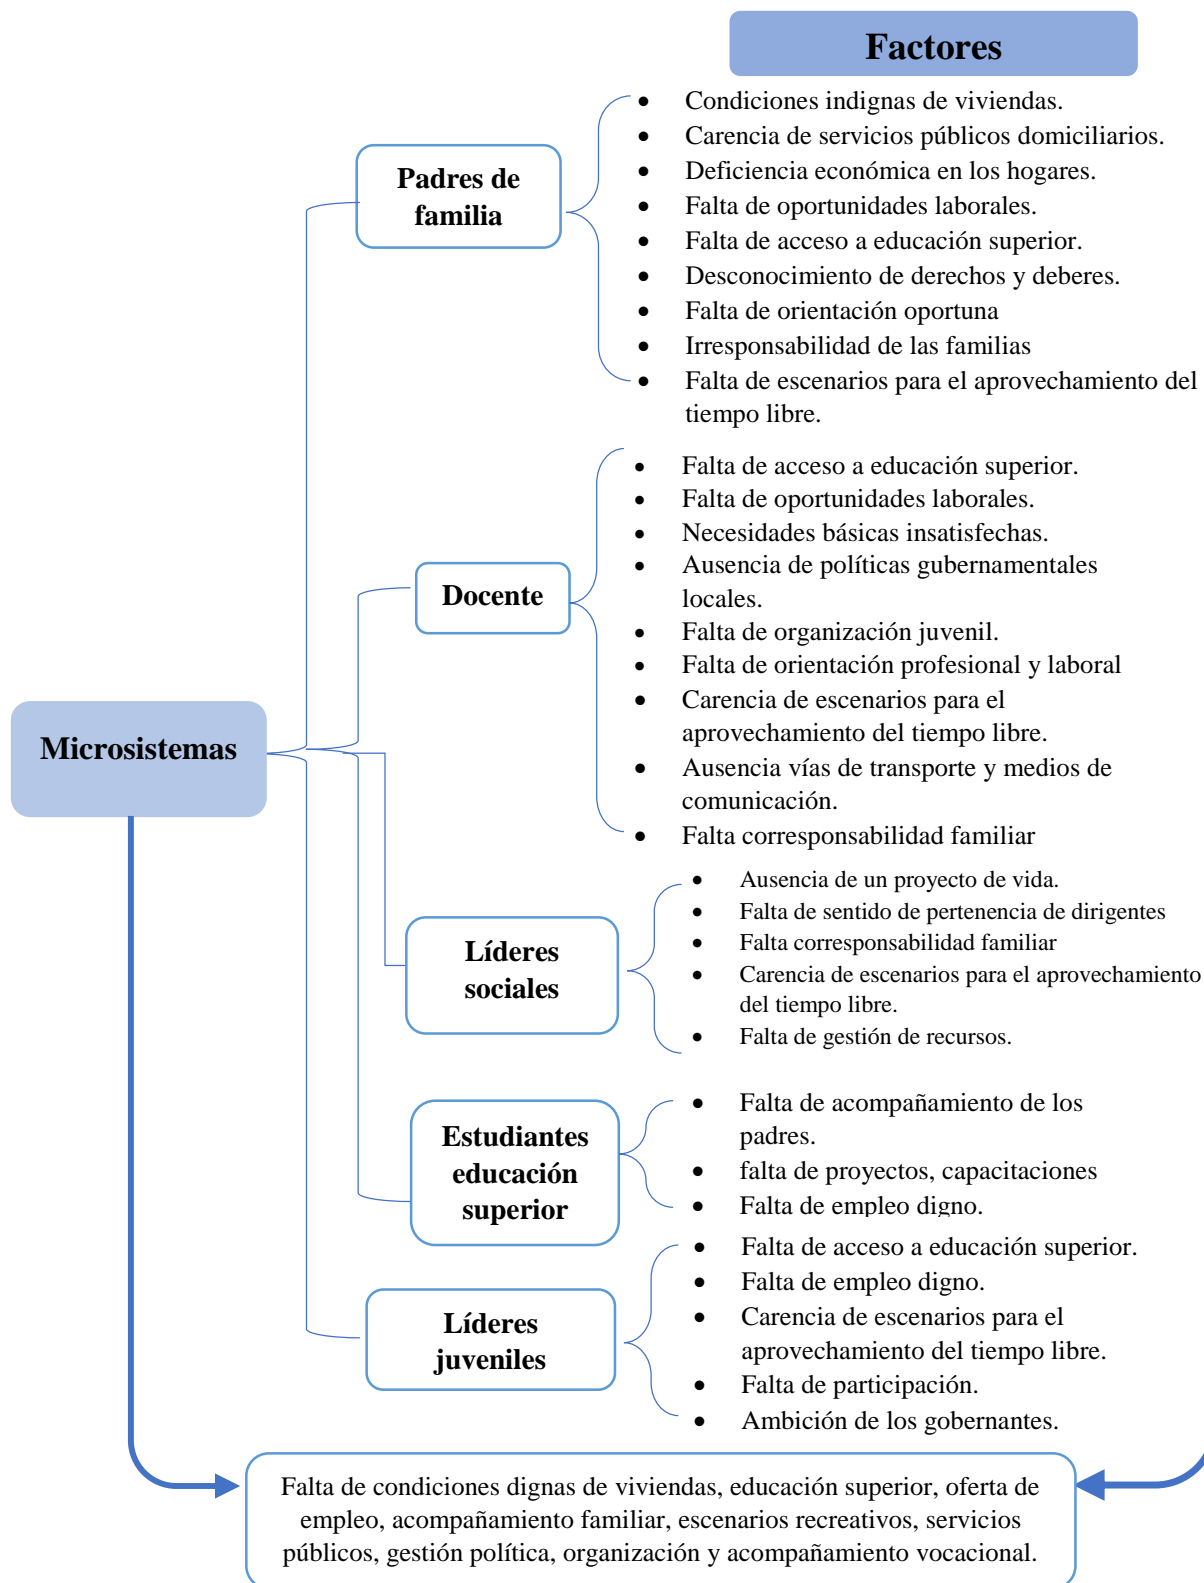 Factores
Microsistemas
Padres de
familia
• Condiciones indignas de viviendas.
• Carencia de servicios públicos domiciliarios.
• Deficiencia económica en los hogares.
• Falta de oportunidades laborales.
• Falta de acceso a educación superior.
• Desconocimiento de derechos y deberes.
• Falta de orientación oportuna
• Irresponsabilidad de las familias
• Falta de escenarios para el aprovechamiento del
tiempo libre.
Docente
• Falta de acceso a educación superior.
• Falta de oportunidades laborales.
• Necesidades básicas insatisfechas.
• Ausencia de políticas gubernamentales
locales.
• Falta de organización juvenil.
• Falta de orientación profesional y laboral
• Carencia de escenarios para el
aprovechamiento del tiempo libre.
• Ausencia vías de transporte y medios de
comunicación.
• Falta corresponsabilidad familiar
Líderes
sociales
• Ausencia de un proyecto de vida.
• Falta de sentido de pertenencia de dirigentes
• Falta corresponsabilidad familiar
• Carencia de escenarios para el aprovechamiento
del tiempo libre.
• Falta de gestión de recursos.
Estudiantes
educación
superior
• Falta de acompañamiento de los
padres.
• falta de proyectos, capacitaciones
• Falta de empleo digno.
Líderes
juveniles
• Falta de acceso a educación superior.
• Falta de empleo digno.
• Carencia de escenarios para el
aprovechamiento del tiempo libre.
• Falta de participación.
• Ambición de los gobernantes.
Falta de condiciones dignas de viviendas, educación superior, oferta de
empleo, acompañamiento familiar, escenarios recreativos, servicios
públicos, gestión política, organización y acompañamiento vocacional.